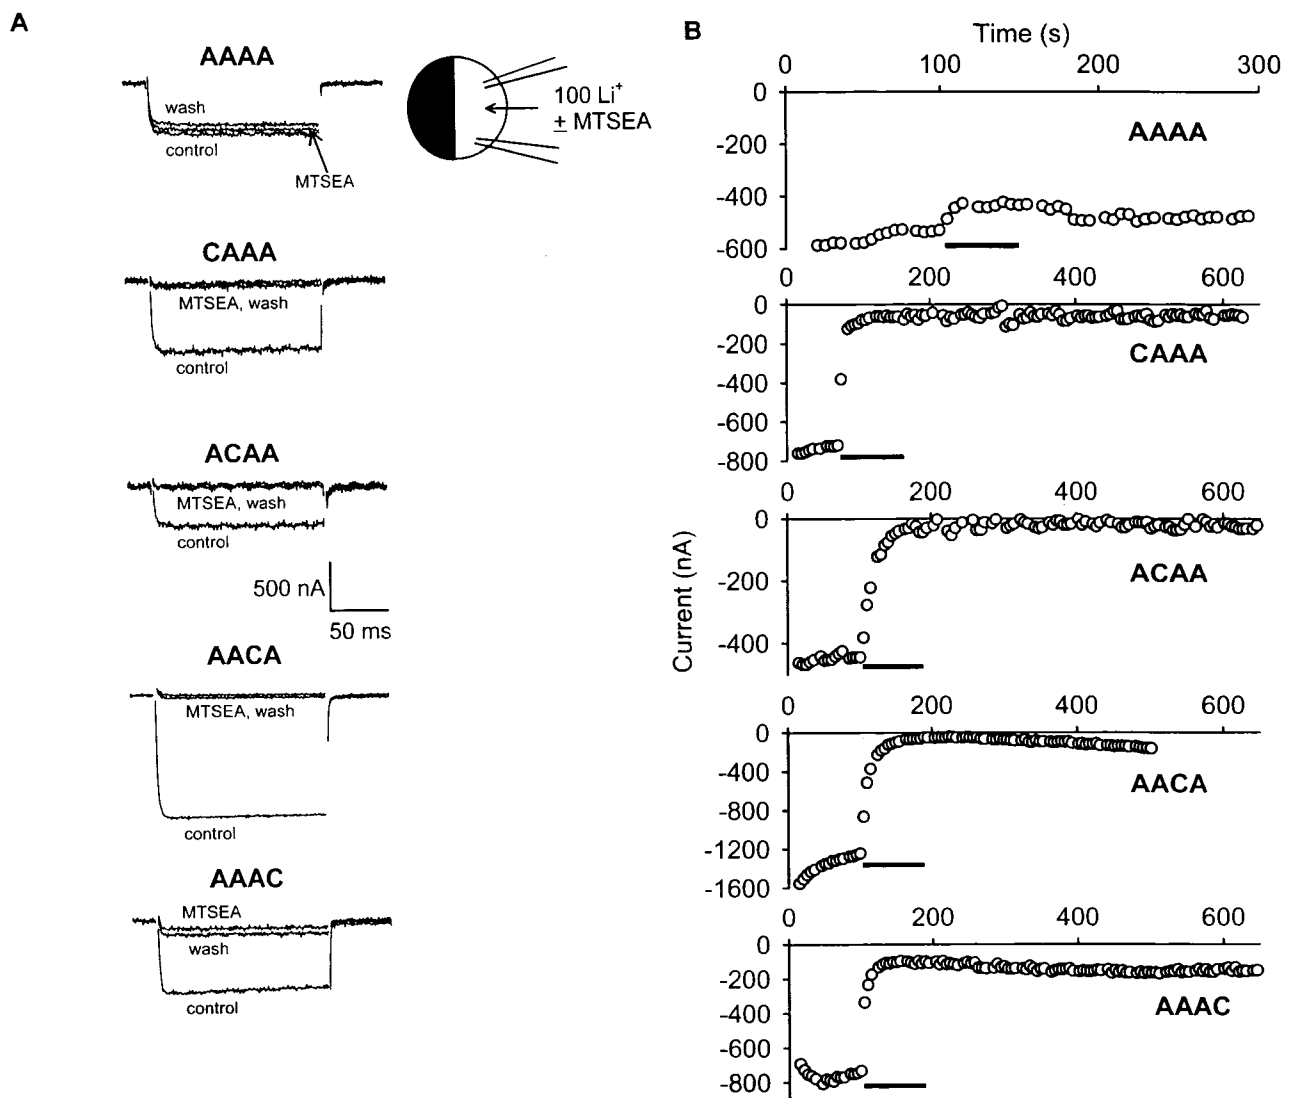 A
AAAA
wash
control
MTSEA
100 Li⁺
± MTSEA
CAAA
MTSEA, wash
control
ACAA
MTSEA, wash
control
500 nA
50 ms
AACA
MTSEA, wash
control
AAAC
MTSEA
wash
control
B
Time (s)
0 100 200 300
0
-200
-400
-600
AAAA
0 200 400 600
0
-200
-400
-600
-800
CAAA
0 200 400 600
0
-200
-400
ACAA
Current (nA)
0 200 400 600
0
-400
-800
-1200
-1600
AACA
0 200 400 600
0
-200
-400
-600
-800
AAAC